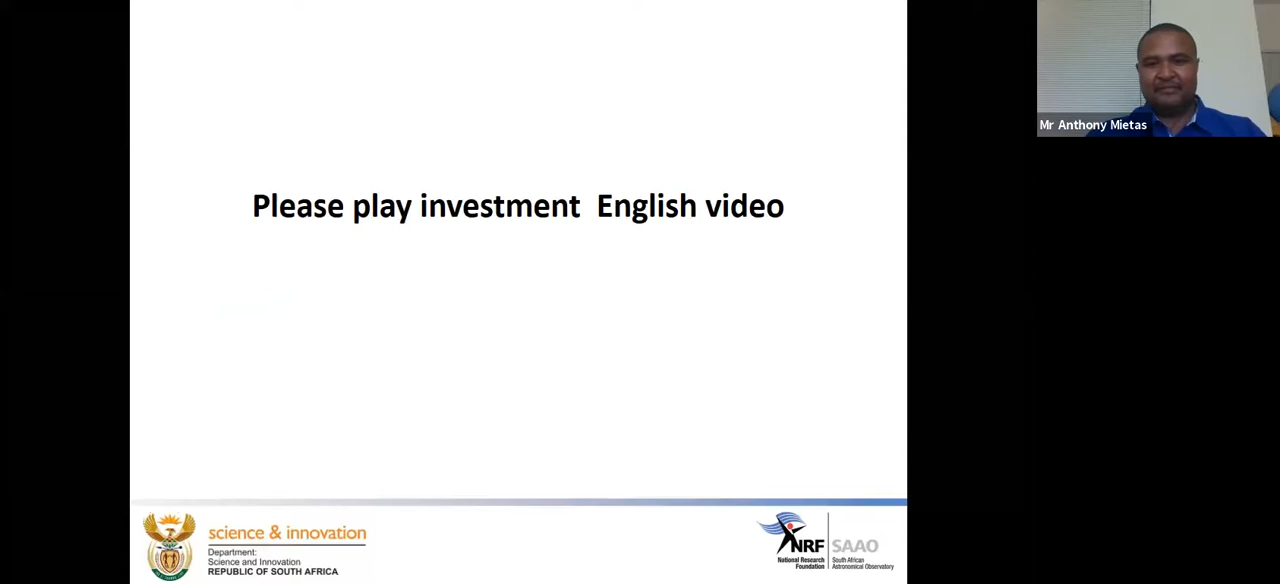 Mr Anthony Mietas
Please play investment  English video
science & innovation
Department:
Science and Innovation
REPUBLIC OF SOUTH AFRICA
NRF
National Research
Foundation
SAAO
South African
Astronomical Observatory